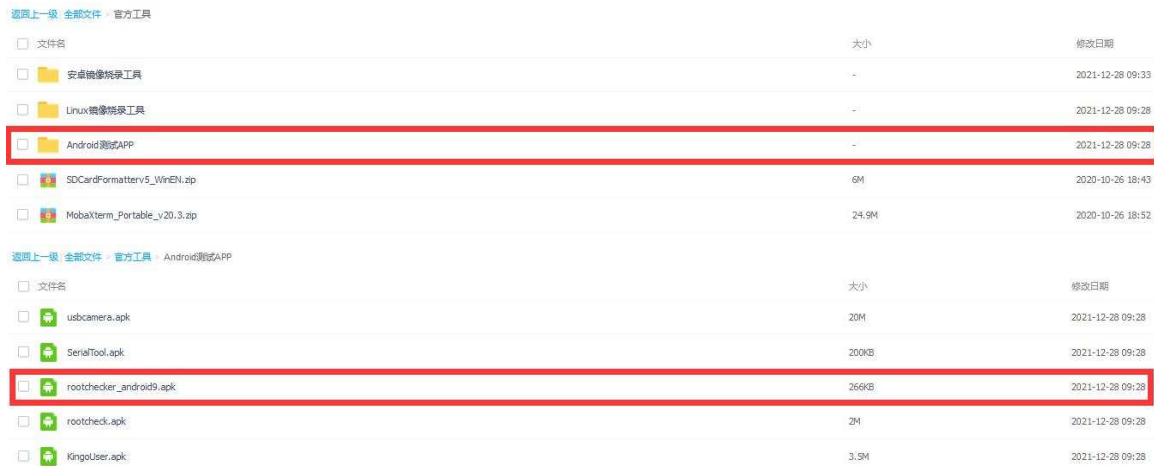 返回上一级 全部文件 > 官方工具
文件名 大小 修改日期
安卓镜像烧录工具 - 2021-12-28 09:33
Linux镜像烧录工具 - 2021-12-28 09:28
Android测试APP - 2021-12-28 09:28
SDCardFormatterv5_WinEN.zip 6M 2020-10-26 18:43
MobaXterm_Portable_v20.3.zip 24.9M 2020-10-26 18:52
返回上一级 全部文件 > 官方工具 > Android测试APP
文件名 大小 修改日期
usbcamera.apk 20M 2021-12-28 09:28
SerialTool.apk 200KB 2021-12-28 09:28
rootchecker_android9.apk 266KB 2021-12-28 09:28
rootcheck.apk 2M 2021-12-28 09:28
KingoUser.apk 3.5M 2021-12-28 09:28